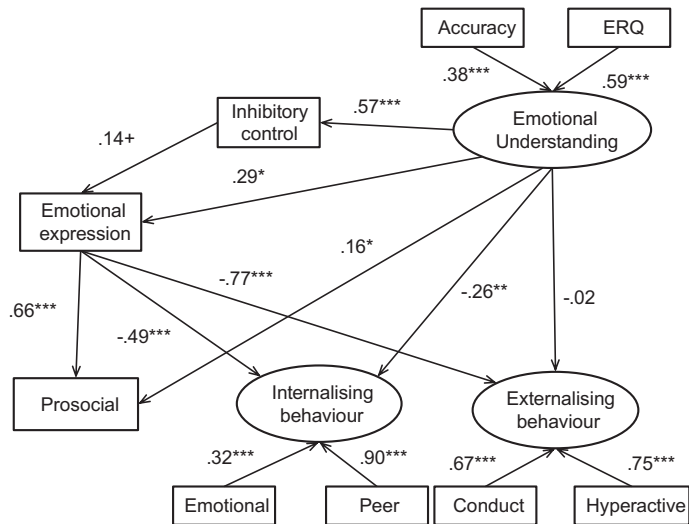 Accuracy
ERQ
.38***
.59***
Inhibitory
control
.57***
Emotional
Understanding
.14+
.29*
Emotional
expression
.16*
-.77***
-.26**
-.02
.66***
-.49***
Prosocial
Internalising
behaviour
Externalising
behaviour
.32***
.90***
.67***
.75***
Emotional
Peer
Conduct
Hyperactive